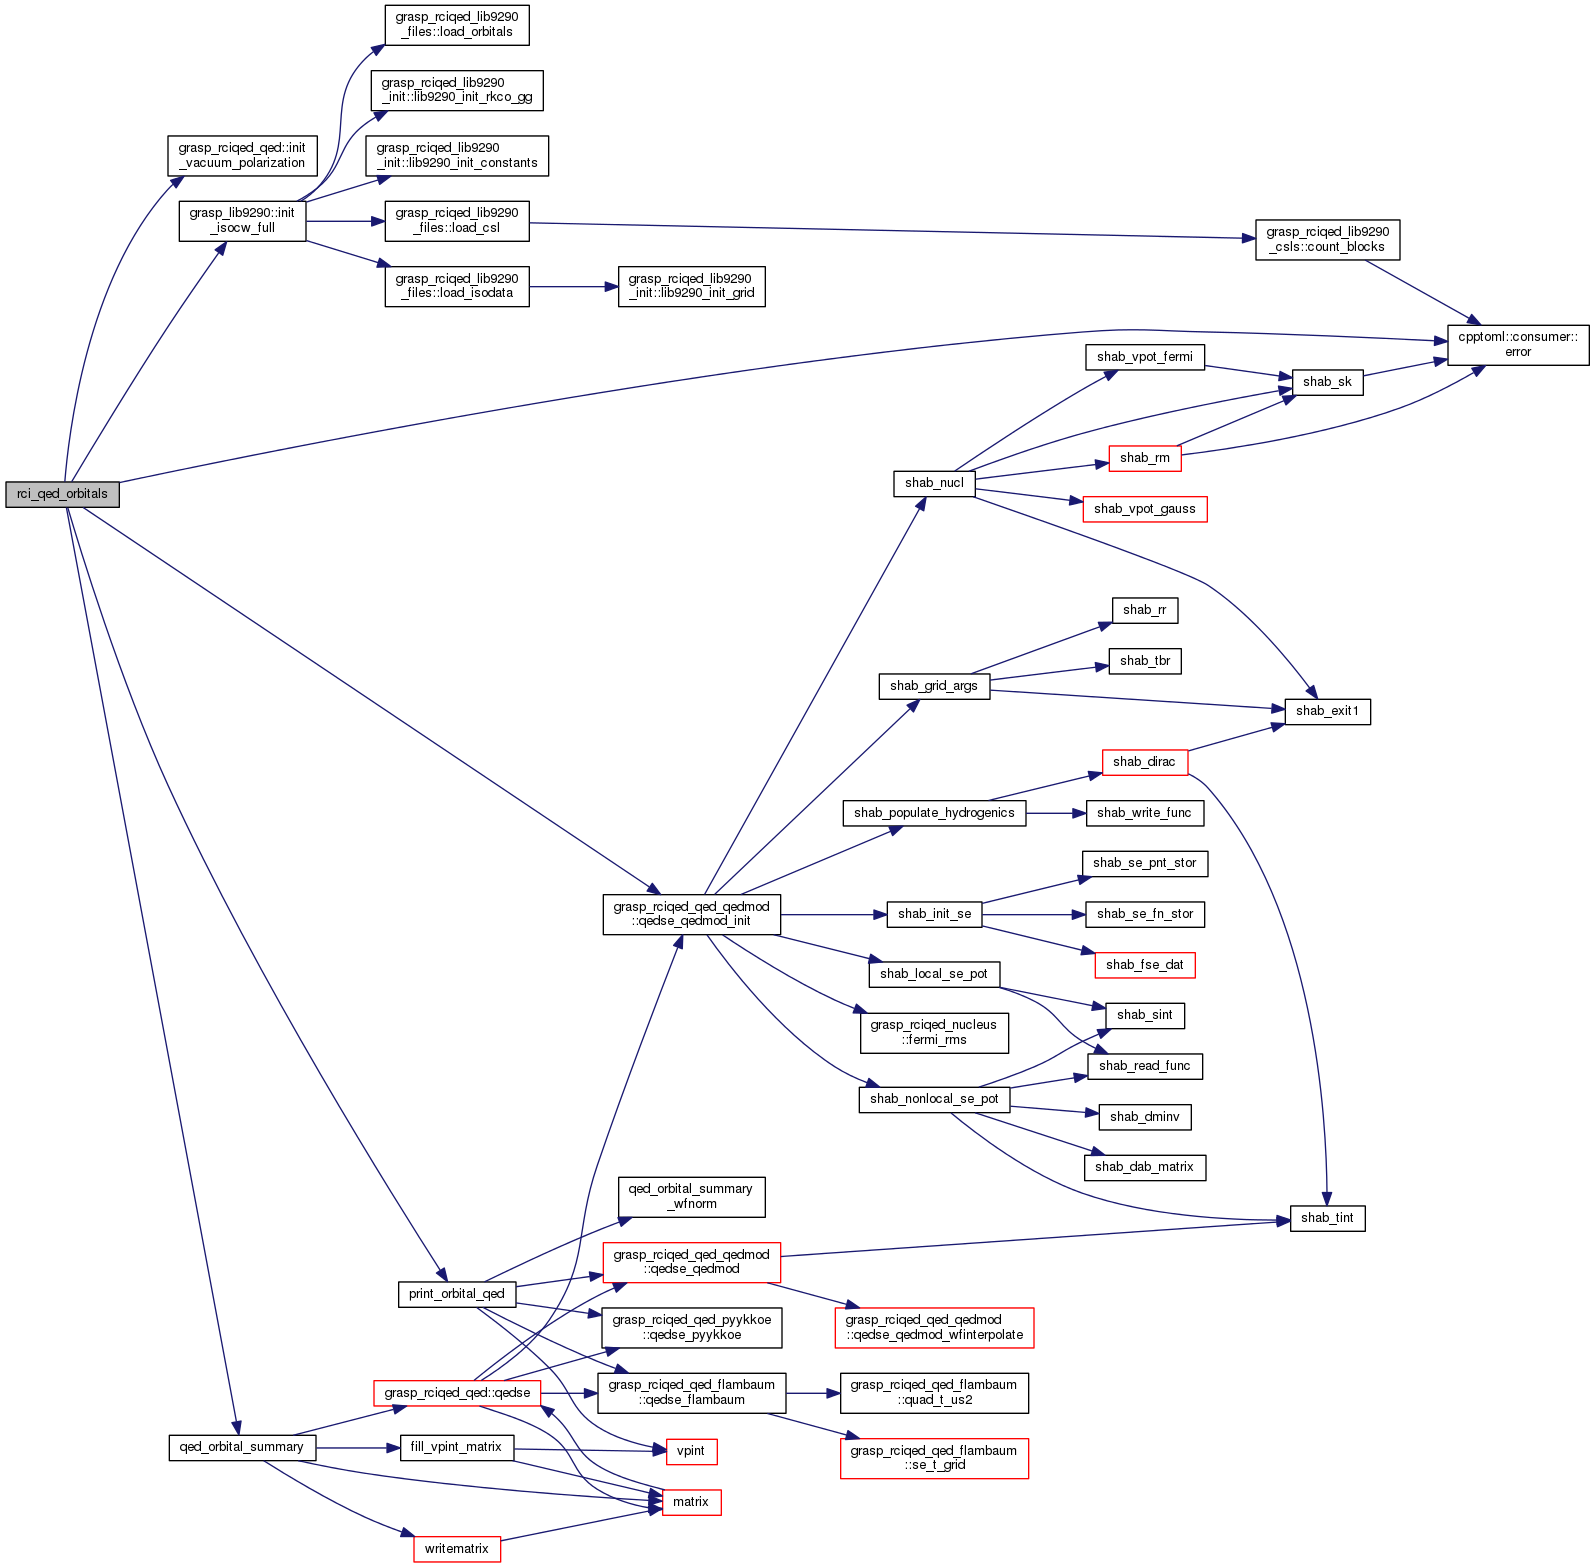 grasp_rciqed_lib9290
_files::load_orbitals
grasp_rciqed_lib9290
_init::lib9290_init_rkco_gg
grasp_rciqed_qed::init
_vacuum_polarization
grasp_rciqed_lib9290
_init::lib9290_init_constants
grasp_lib9290::init
_isocw_full
grasp_rciqed_lib9290
_files::load_csl
grasp_rciqed_lib9290
_csls::count_blocks
grasp_rciqed_lib9290
_files::load_isodata
grasp_rciqed_lib9290
_init::lib9290_init_grid
cpptoml::consumer::
error
shab_vpot_fermi
shab_sk
shab_rm
shab_nucl
rci_qed_orbitals
shab_vpot_gauss
shab_rr
shab_tbr
shab_grid_args
shab_exit1
shab_dirac
shab_populate_hydrogenics
shab_write_func
shab_se_pnt_stor
grasp_rciqed_qed_qedmod
::qedse_qedmod_init
shab_init_se
shab_se_fn_stor
shab_fse_dat
shab_local_se_pot
shab_sint
grasp_rciqed_nucleus
::fermi_rms
shab_read_func
shab_nonlocal_se_pot
shab_dminv
shab_dab_matrix
qed_orbital_summary
_wfnorm
shab_tint
grasp_rciqed_qed_qedmod
::qedse_qedmod
print_orbital_qed
grasp_rciqed_qed_pyykkoe
::qedse_pyykkoe
grasp_rciqed_qed_qedmod
::qedse_qedmod_wfinterpolate
grasp_rciqed_qed::qedse
grasp_rciqed_qed_flambaum
::qedse_flambaum
grasp_rciqed_qed_flambaum
::quad_t_us2
qed_orbital_summary
fill_vpint_matrix
vpint
grasp_rciqed_qed_flambaum
::se_t_grid
matrix
writematrix